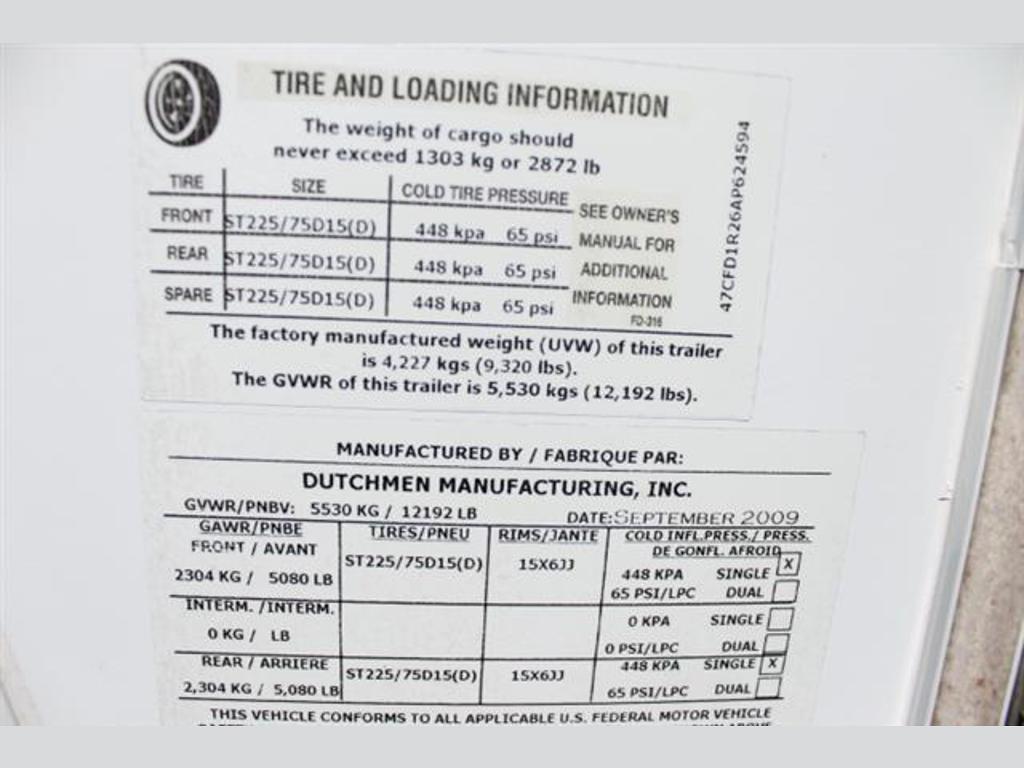 TIRE AND LOADING INFORMATION
The weight of cargo should
never exceed 1303 kg or 2872 lb
TIRE SIZE COLD TIRE PRESSURE
FRONT ST225/75D15(D) 448 kpa 65 psi
REAR ST225/75D15(D) 448 kpa 65 psi
SPARE ST225/75D15(D) 448 kpa 65 psi
SEE OWNER'S
MANUAL FOR
ADDITIONAL
INFORMATION
FD-316
47CFD1R26AP624594
The factory manufactured weight (UVW) of this trailer
is 4,227 kgs (9,320 lbs).
The GVWR of this trailer is 5,530 kgs (12,192 lbs).
MANUFACTURED BY / FABRIQUE PAR:
DUTCHMEN MANUFACTURING, INC.
GVWR/PNBV: 5530 KG / 12192 LB DATE:SEPTEMBER 2009
GAWR/PNBE TIRES/PNEU RIMS/JANTE COLD INFL.PRESS./ PRESS.
FRONT / AVANT DE GONFL. AFROID
ST225/75D15(D) 15X6JJ
2304 KG / 5080 LB 448 KPA SINGLE X
65 PSI/LPC DUAL
INTERM. /INTERM. 0 KPA SINGLE
0 KG / LB 0 PSI/LPC DUAL
REAR / ARRIERE ST225/75D15(D) 15X6JJ 448 KPA SINGLE X
2,304 KG / 5,080 LB 65 PSI/LPC DUAL
THIS VEHICLE CONFORMS TO ALL APPLICABLE U.S. FEDERAL MOTOR VEHICLE